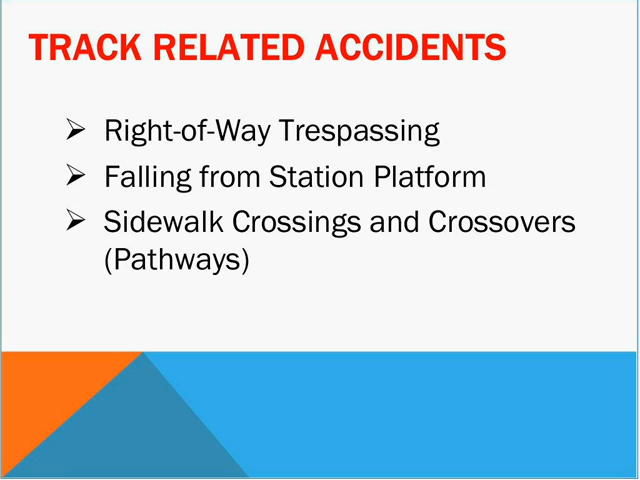 TRACK RELATED ACCIDENTS
➢ Right-of-Way Trespassing
➢ Falling from Station Platform
➢ Sidewalk Crossings and Crossovers
(Pathways)